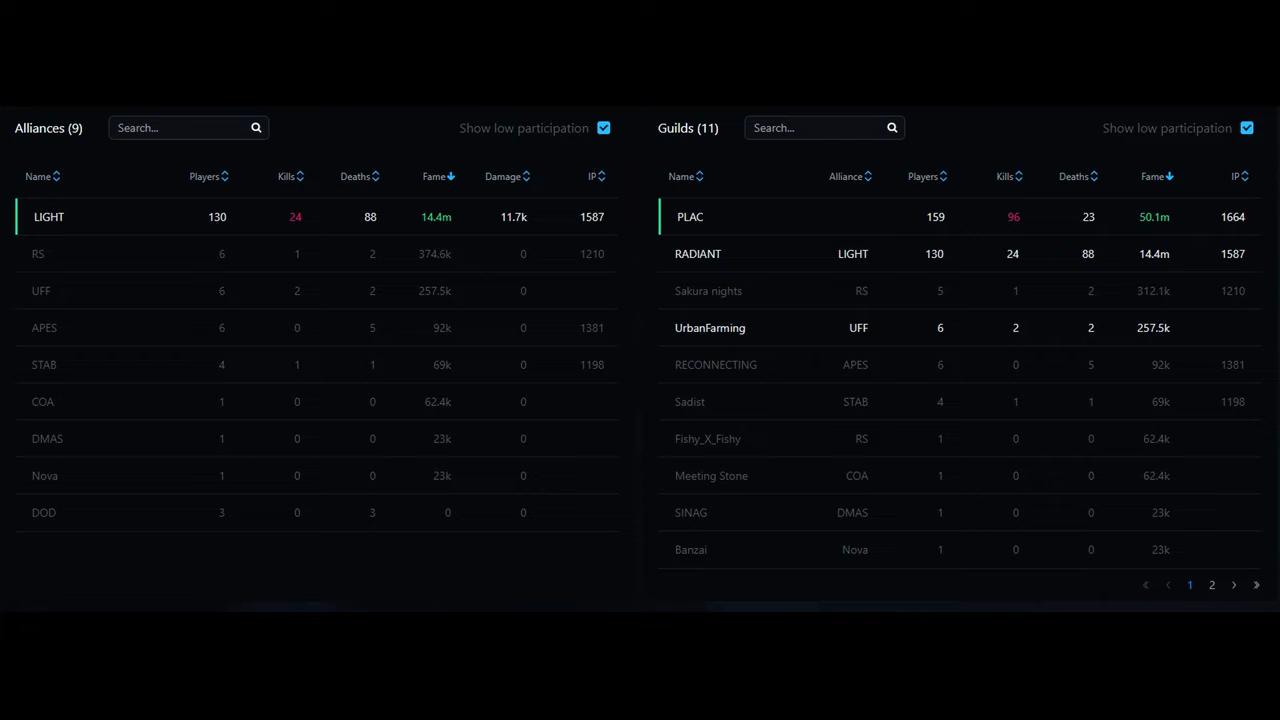 Alliances (9) Search... Show low participation
Name Players Kills Deaths Fame Damage IP
LIGHT 130 24 88 14.4m 11.7k 1587
RS 6 1 2 374.6k 0 1210
UFF 6 2 2 257.5k 0
APES 6 0 5 92k 0 1381
STAB 4 1 1 69k 0 1198
COA 1 0 0 62.4k 0
DMAS 1 0 0 23k 0
Nova 1 0 0 23k 0
DOD 3 0 3 0 0
Guilds (11) Search... Show low participation
Name Alliance Players Kills Deaths Fame IP
PLAC 159 96 23 50.1m 1664
RADIANT LIGHT 130 24 88 14.4m 1587
Sakura nights RS 5 1 2 312.1k 1210
UrbanFarming UFF 6 2 2 257.5k
RECONNECTING APES 6 0 5 92k 1381
Sadist STAB 4 1 1 69k 1198
Fishy_X_Fishy RS 1 0 0 62.4k
Meeting Stone COA 1 0 0 62.4k
SINAG DMAS 1 0 0 23k
Banzai Nova 1 0 0 23k
« ‹ 1 2 › »